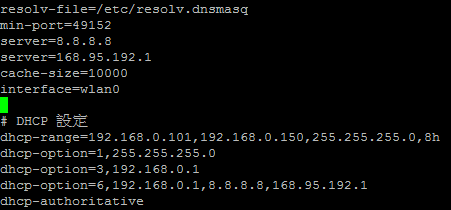 resolv-file=/etc/resolv.dnsmasq
min-port=49152
server=8.8.8.8
server=168.95.192.1
cache-size=10000
interface=wlan0
# DHCP 設定
dhcp-range=192.168.0.101,192.168.0.150,255.255.255.0,8h
dhcp-option=1,255.255.255.0
dhcp-option=3,192.168.0.1
dhcp-option=6,192.168.0.1,8.8.8.8,168.95.192.1
dhcp-authoritative